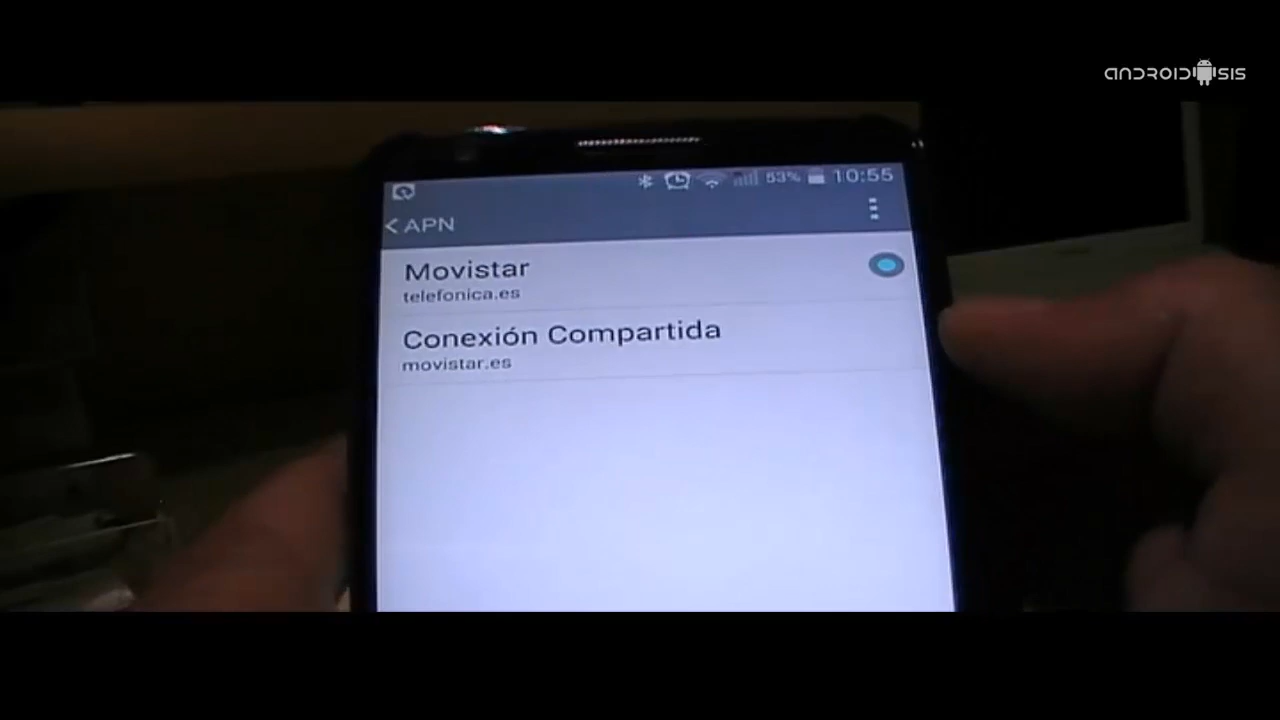 ANDROIDSIS
53% 10:55
< APN
Movistar
telefonica.es
Conexión Compartida
movistar.es